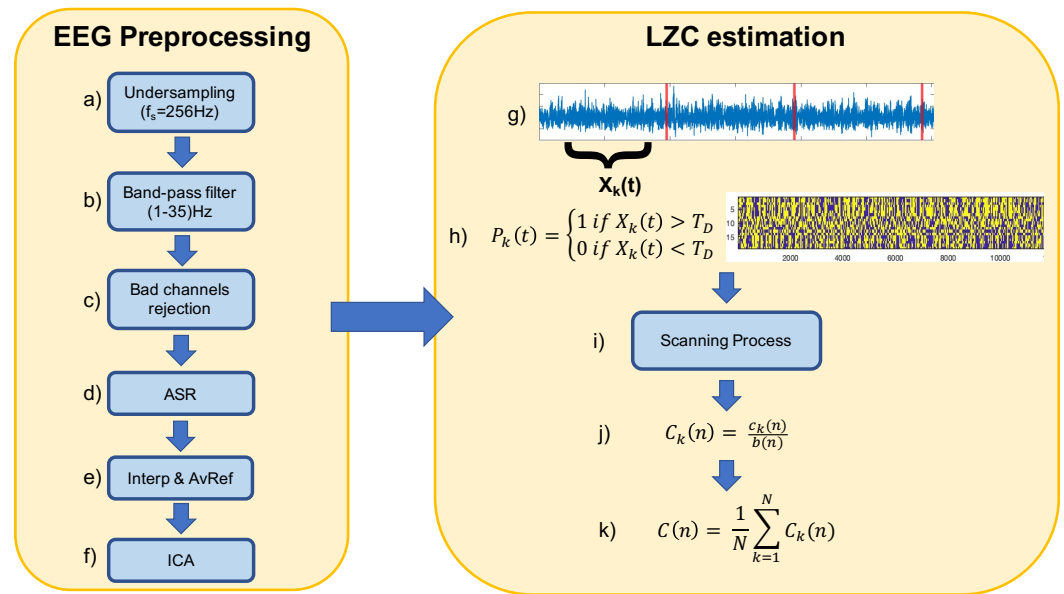 EEG Preprocessing
a)
Undersampling
(fₛ=256Hz)
b)
Band-pass filter
(1-35)Hz
c)
Bad channels
rejection
d)
ASR
e)
Interp & AvRef
f)
ICA
LZC estimation
g)
Xₖ(t)
h)
Pₖ(t) = {1 if Xₖ(t) > T_D
0 if Xₖ(t) < T_D
5
10
15
2000
4000
6000
8000
10000
i)
Scanning Process
j)
Cₖ(n) = cₖ(n)/b(n)
k)
C(n) = 1/N ∑_{k=1}^{N} Cₖ(n)